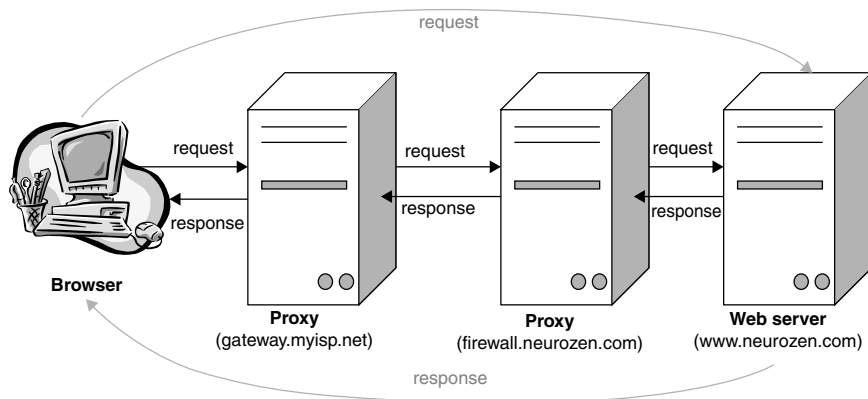 request
request
request
request
response
response
response
Browser
Proxy
(gateway.myisp.net)
Proxy
(firewall.neurozen.com)
Web server
(www.neurozen.com)
response